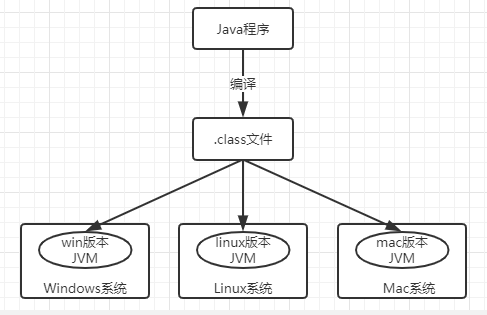 Java程序
编译
.class文件
win版本
JVM
Windows系统
linux版本
JVM
Linux系统
mac版本
JVM
Mac系统